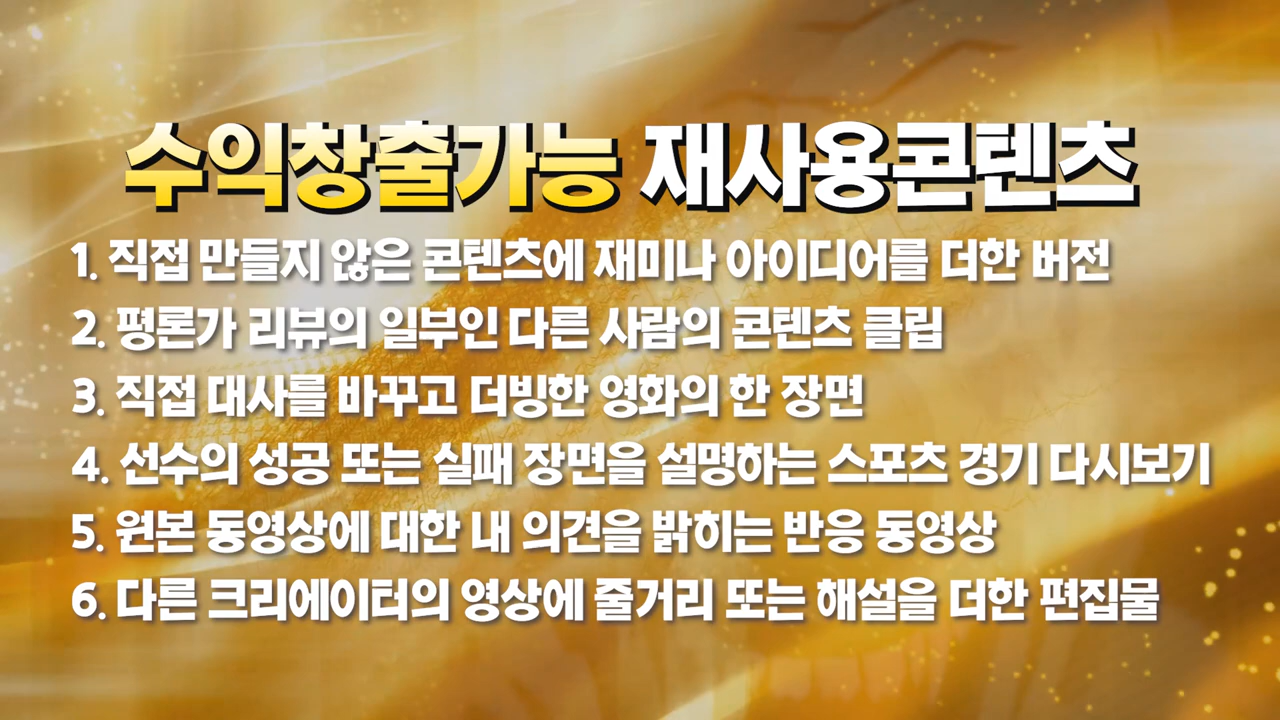 수익창출가능 재사용콘텐츠
1. 직접 만들지 않은 콘텐츠에 재미나 아이디어를 더한 버전
2. 평론가 리뷰의 일부인 다른 사람의 콘텐츠 클립
3. 직접 대사를 바꾸고 더빙한 영화의 한 장면
4. 선수의 성공 또는 실패 장면을 설명하는 스포츠 경기 다시보기
5. 원본 동영상에 대한 내 의견을 밝히는 반응 동영상
6. 다른 크리에이터의 영상에 줄거리 또는 해설을 더한 편집물